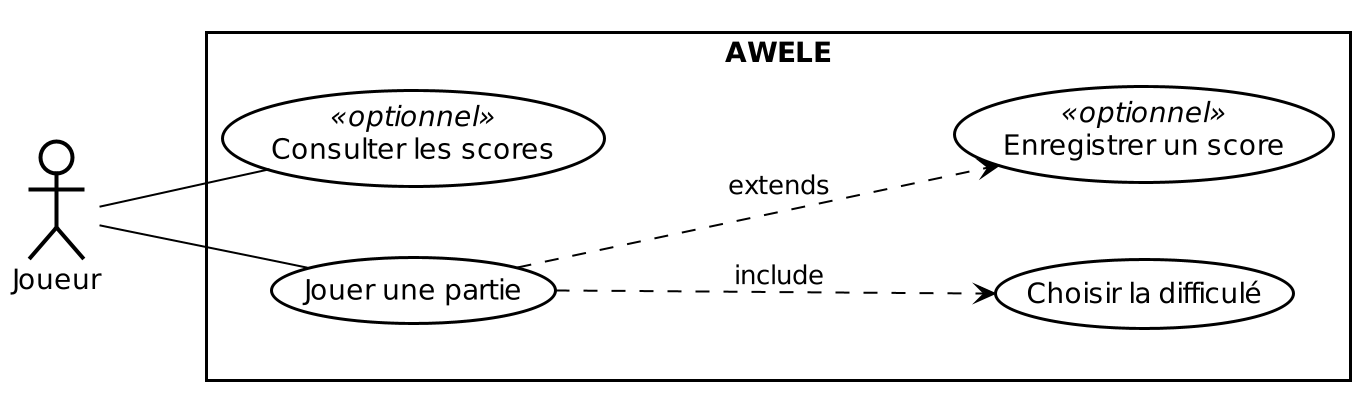 AWELE
«optionnel»
Consulter les scores
«optionnel»
Enregistrer un score
extends
Joueur
Jouer une partie
include
Choisir la difficulé